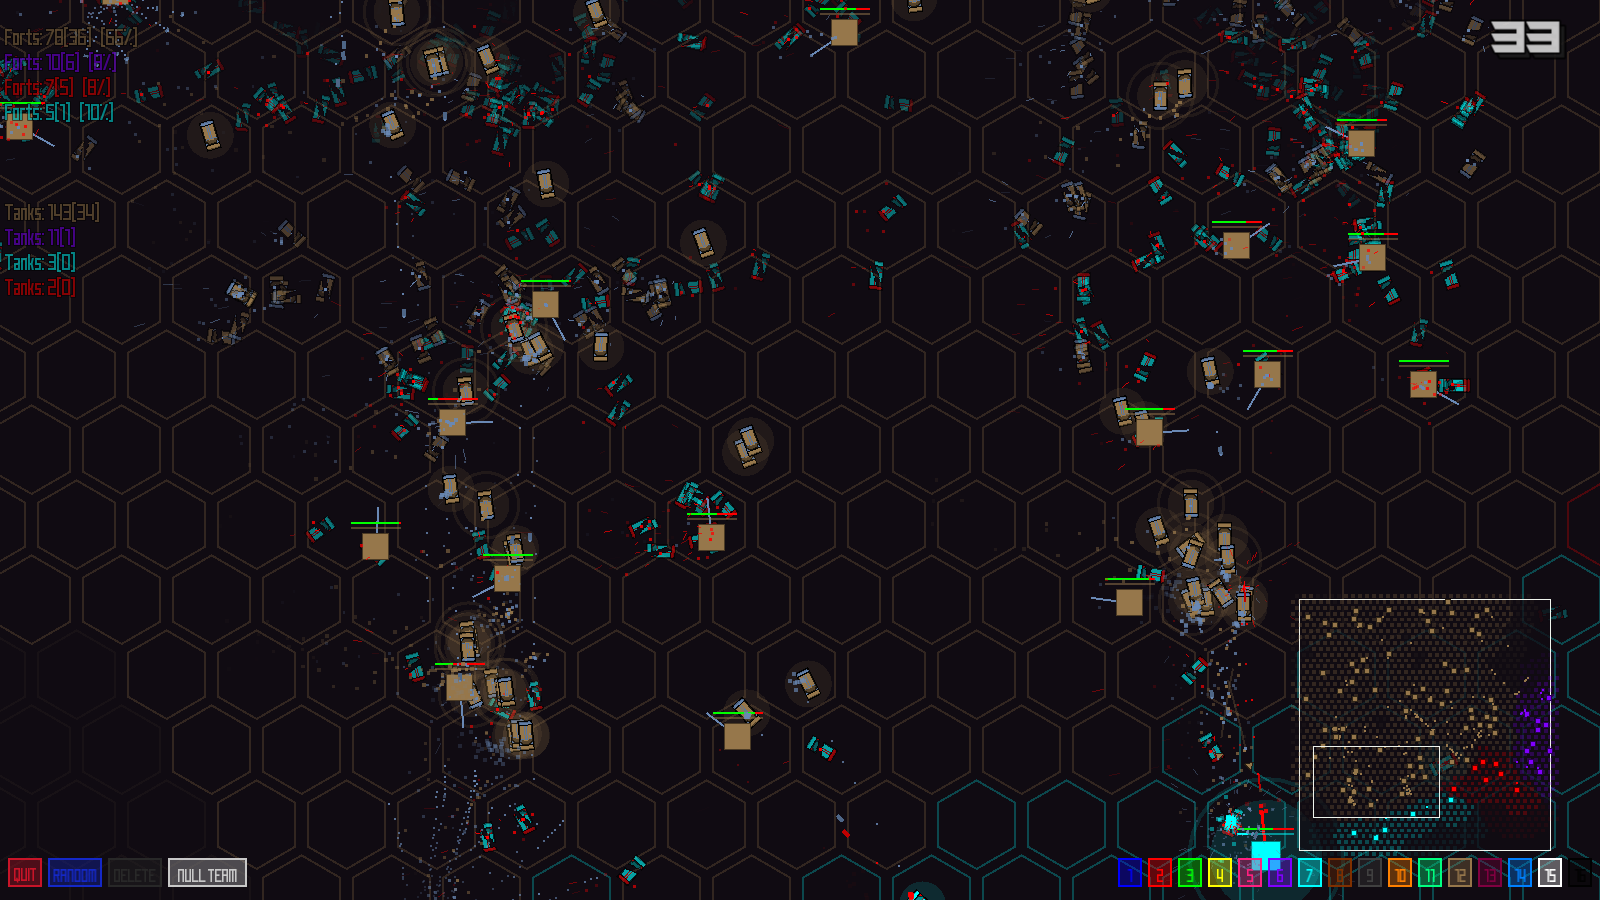 33
Forts: 78[36] [66%]
Forts: 10[6] [8%]
Forts: 7[5] [8%]
Forts: 5[1] [10%]
Tanks: 143[34]
Tanks: 11[1]
Tanks: 3[0]
Tanks: 2[0]
QUIT RANDOM DELETE NULL TEAM 1 2 3 4 5 6 7 8 9 10 11 12 13 14 15